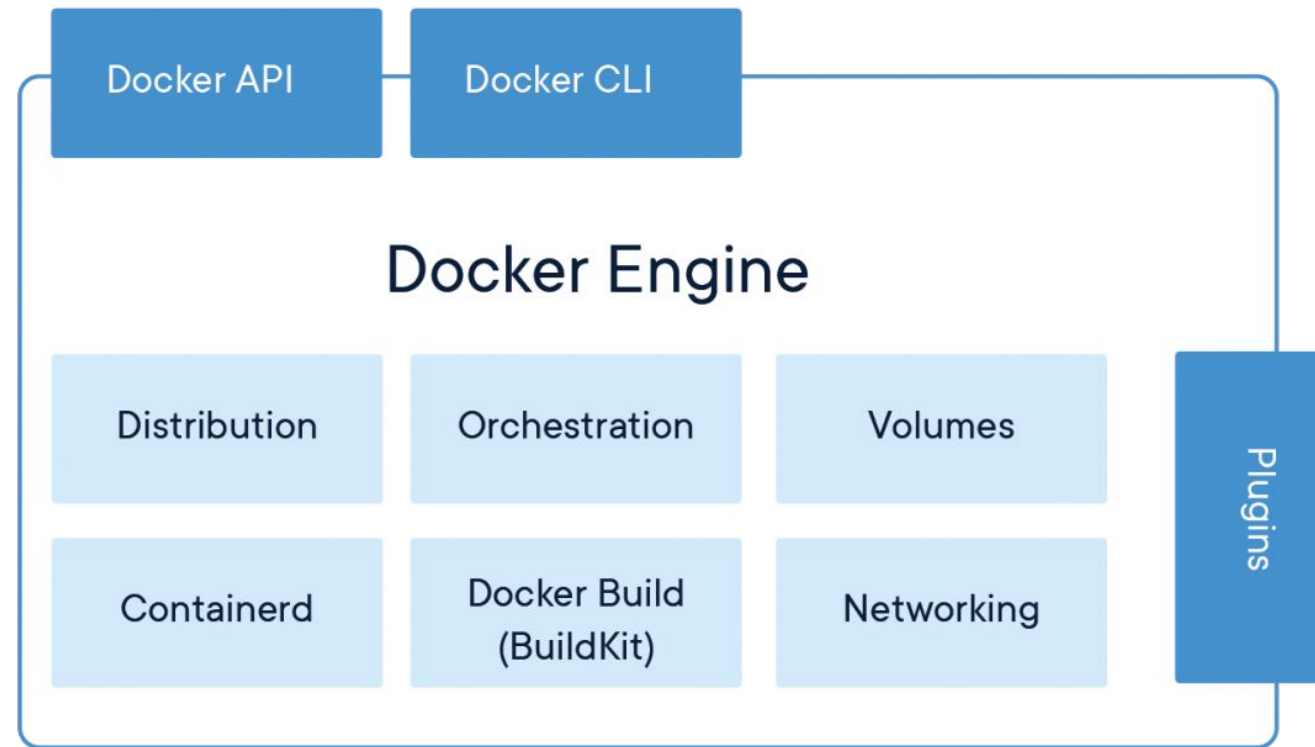 Docker API
Docker CLI
Docker Engine
Distribution
Orchestration
Volumes
Containerd
Docker Build
(BuildKit)
Networking
Plugins